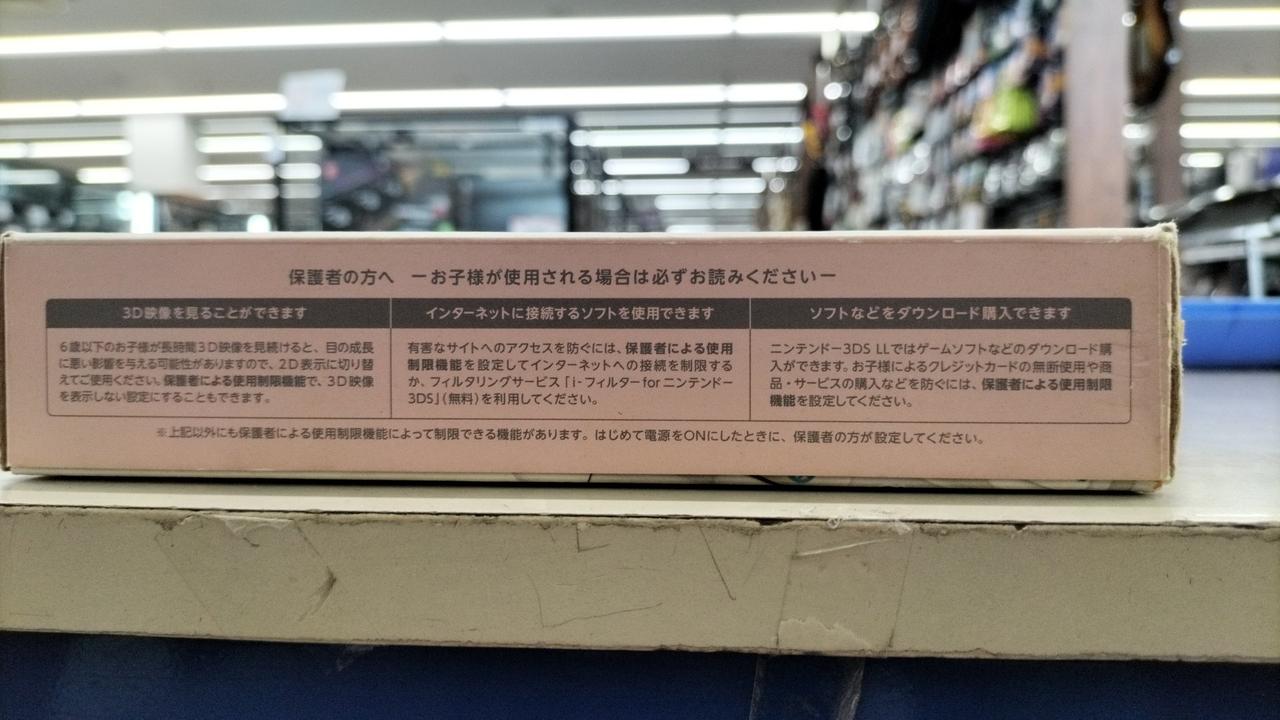 保護者の方へ ーお子様が使用される場合は必ずお読みくださいー
3D映像を見ることができます
6歳以下のお子様が長時間3D映像を見続けると、目の成長
に悪い影響を与える可能性がありますので、2D表示に切り替
えてご使用ください。保護者による使用制限機能で、3D映像
を表示しない設定にすることもできます。
インターネットに接続するソフトを使用できます
有害なサイトへのアクセスを防ぐには、保護者による使用
制限機能を設定してインターネットへの接続を制限する
か、フィルタリングサービス「i-フィルター for ニンテンドー
3DS」(無料)を利用してください。
ソフトなどをダウンロード購入できます
ニンテンドー3DS LLではゲームソフトなどのダウンロード購
入ができます。お子様によるクレジットカードの無断使用や商
品・サービスの購入などを防ぐには、保護者による使用制限
機能を設定してください。
※上記以外にも保護者による使用制限機能によって制限できる機能があります。はじめて電源をONにしたときに、保護者の方が設定してください。